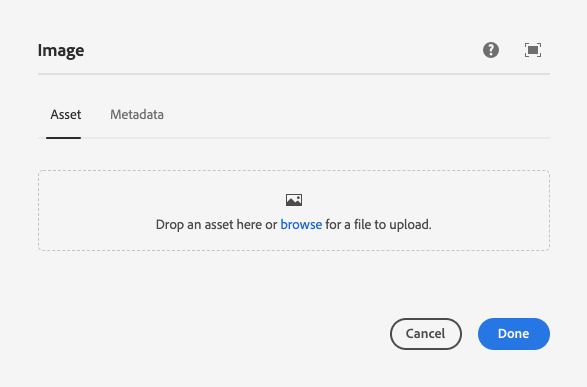 Image
?
Asset Metadata
Drop an asset here or browse for a file to upload.
Cancel Done